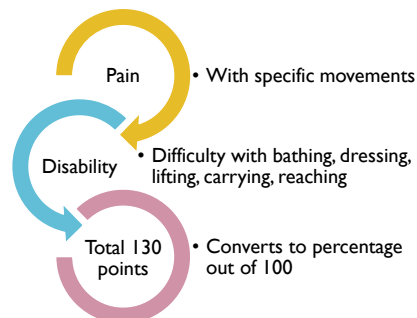 Pain
• With specific movements
Disability
• Difficulty with bathing, dressing,
lifting, carrying, reaching
Total 130
points
• Converts to percentage
out of 100